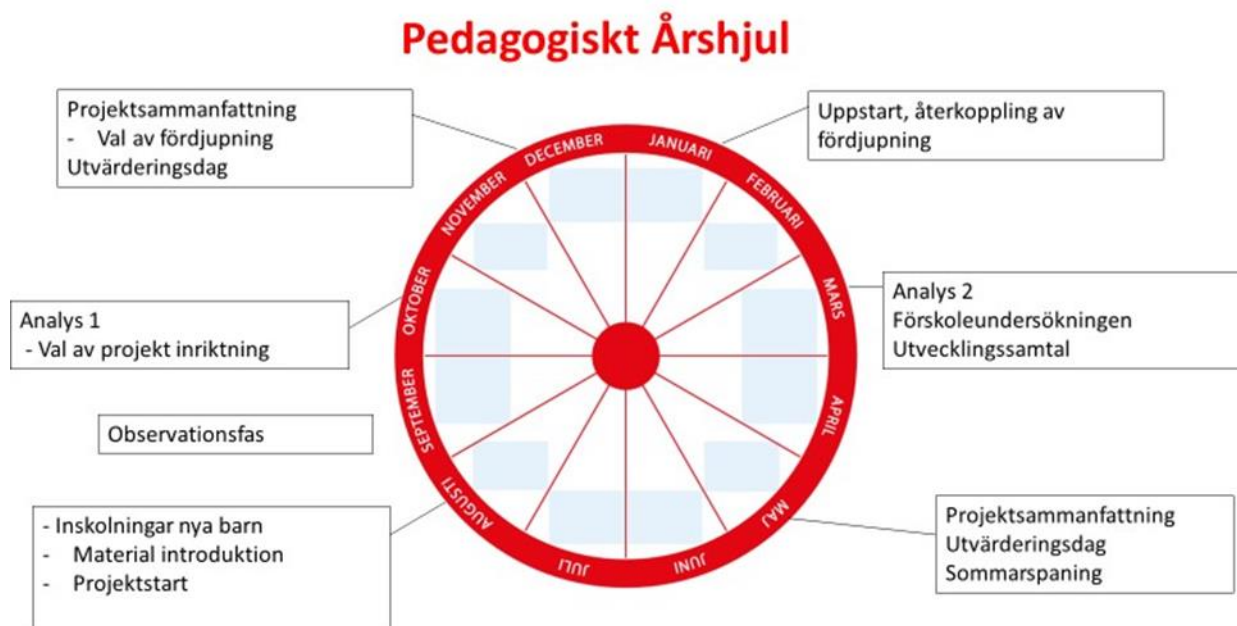 Pedagogiskt Årshjul
Projektsammanfattning
- Val av fördjupning
Utvärderingsdag
Uppstart, återkoppling av
fördjupning
Analys 1
- Val av projekt inriktning
Analys 2
Förskoleundersökningen
Utvecklingssamtal
Observationsfas
- Inskolningar nya barn
- Material introduktion
- Projektstart
Projektsammanfattning
Utvärderingsdag
Sommarspaning
JANUARI
FEBRUARI
MARS
APRIL
MAJ
JUNI
JULI
AUGUSTI
SEPTEMBER
OKTOBER
NOVEMBER
DECEMBER